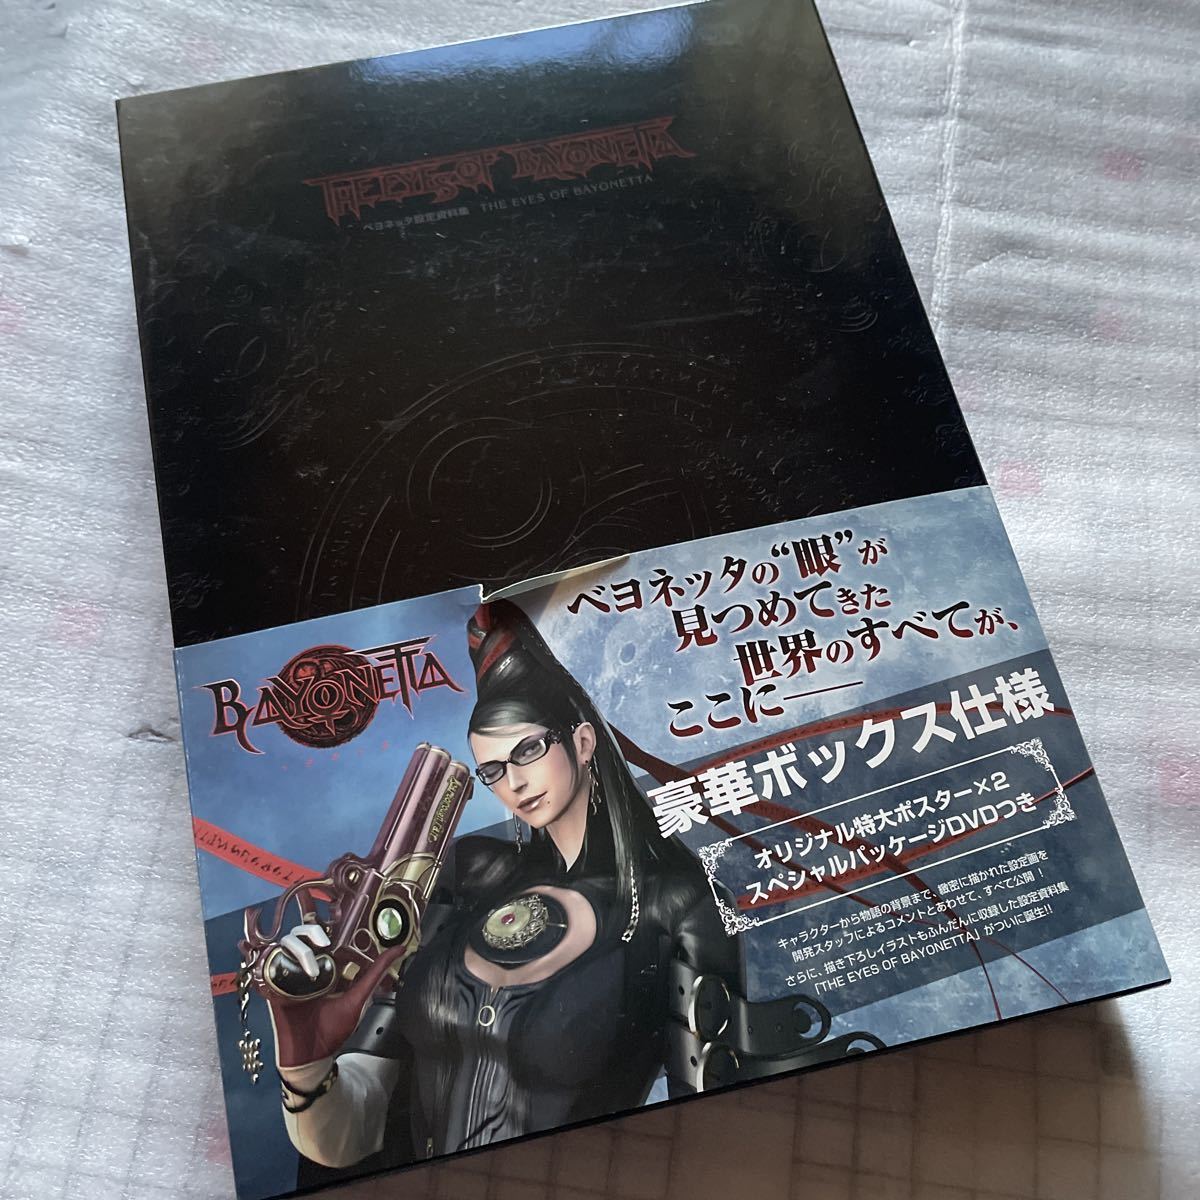 THE EYES OF BAYONETTA
ベヨネッタ設定資料集 THE EYES OF BAYONETTA
BAYONETTA
ベヨネッタの“眼”が
見つめてきた
世界のすべてが、
ここに——
豪華ボックス仕様
オリジナル特大ポスター×2
スペシャルパッケージDVDつき
キャラクターから物語の背景まで、緻密に描かれた設定画を
開発スタッフによるコメントとあわせて、すべて公開！
さらに、描き下ろしイラストもふんだんに収録した設定資料集
「THE EYES OF BAYONETTA」がついに誕生!!